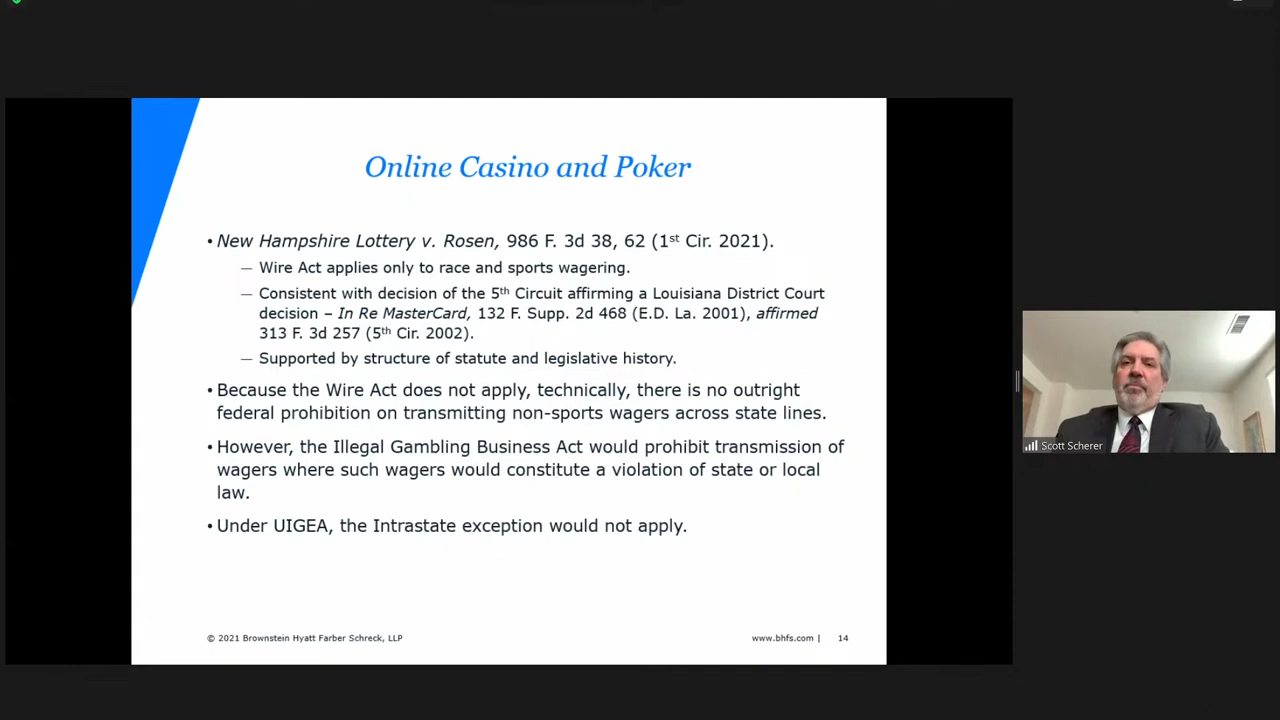 Online Casino and Poker
• New Hampshire Lottery v. Rosen, 986 F. 3d 38, 62 (1st Cir. 2021).
— Wire Act applies only to race and sports wagering.
— Consistent with decision of the 5th Circuit affirming a Louisiana District Court
decision – In Re MasterCard, 132 F. Supp. 2d 468 (E.D. La. 2001), affirmed
313 F. 3d 257 (5th Cir. 2002).
— Supported by structure of statute and legislative history.
• Because the Wire Act does not apply, technically, there is no outright
federal prohibition on transmitting non-sports wagers across state lines.
• However, the Illegal Gambling Business Act would prohibit transmission of
wagers where such wagers would constitute a violation of state or local
law.
• Under UIGEA, the Intrastate exception would not apply.
© 2021 Brownstein Hyatt Farber Schreck, LLP
www.bhfs.com | 14
Scott Scherer